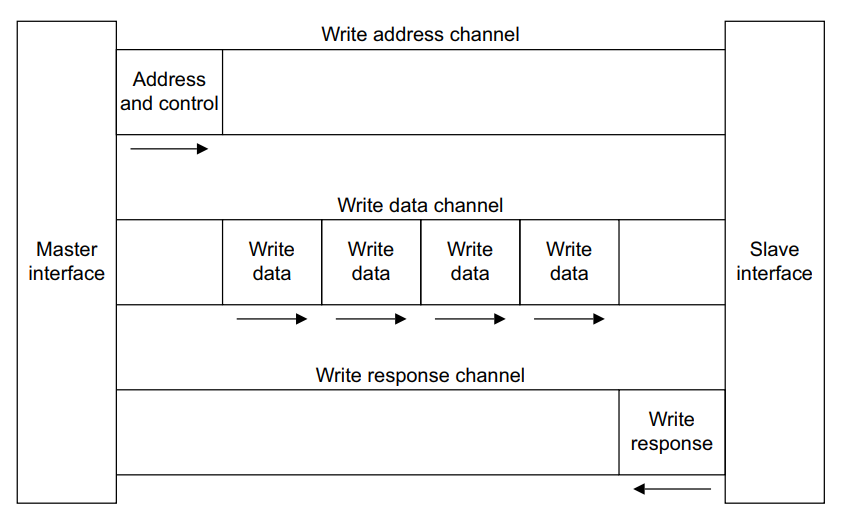 Write address channel
Address
and control
Write data channel
Master
interface
Write
data
Write
data
Write
data
Write
data
Slave
interface
Write response channel
Write
response